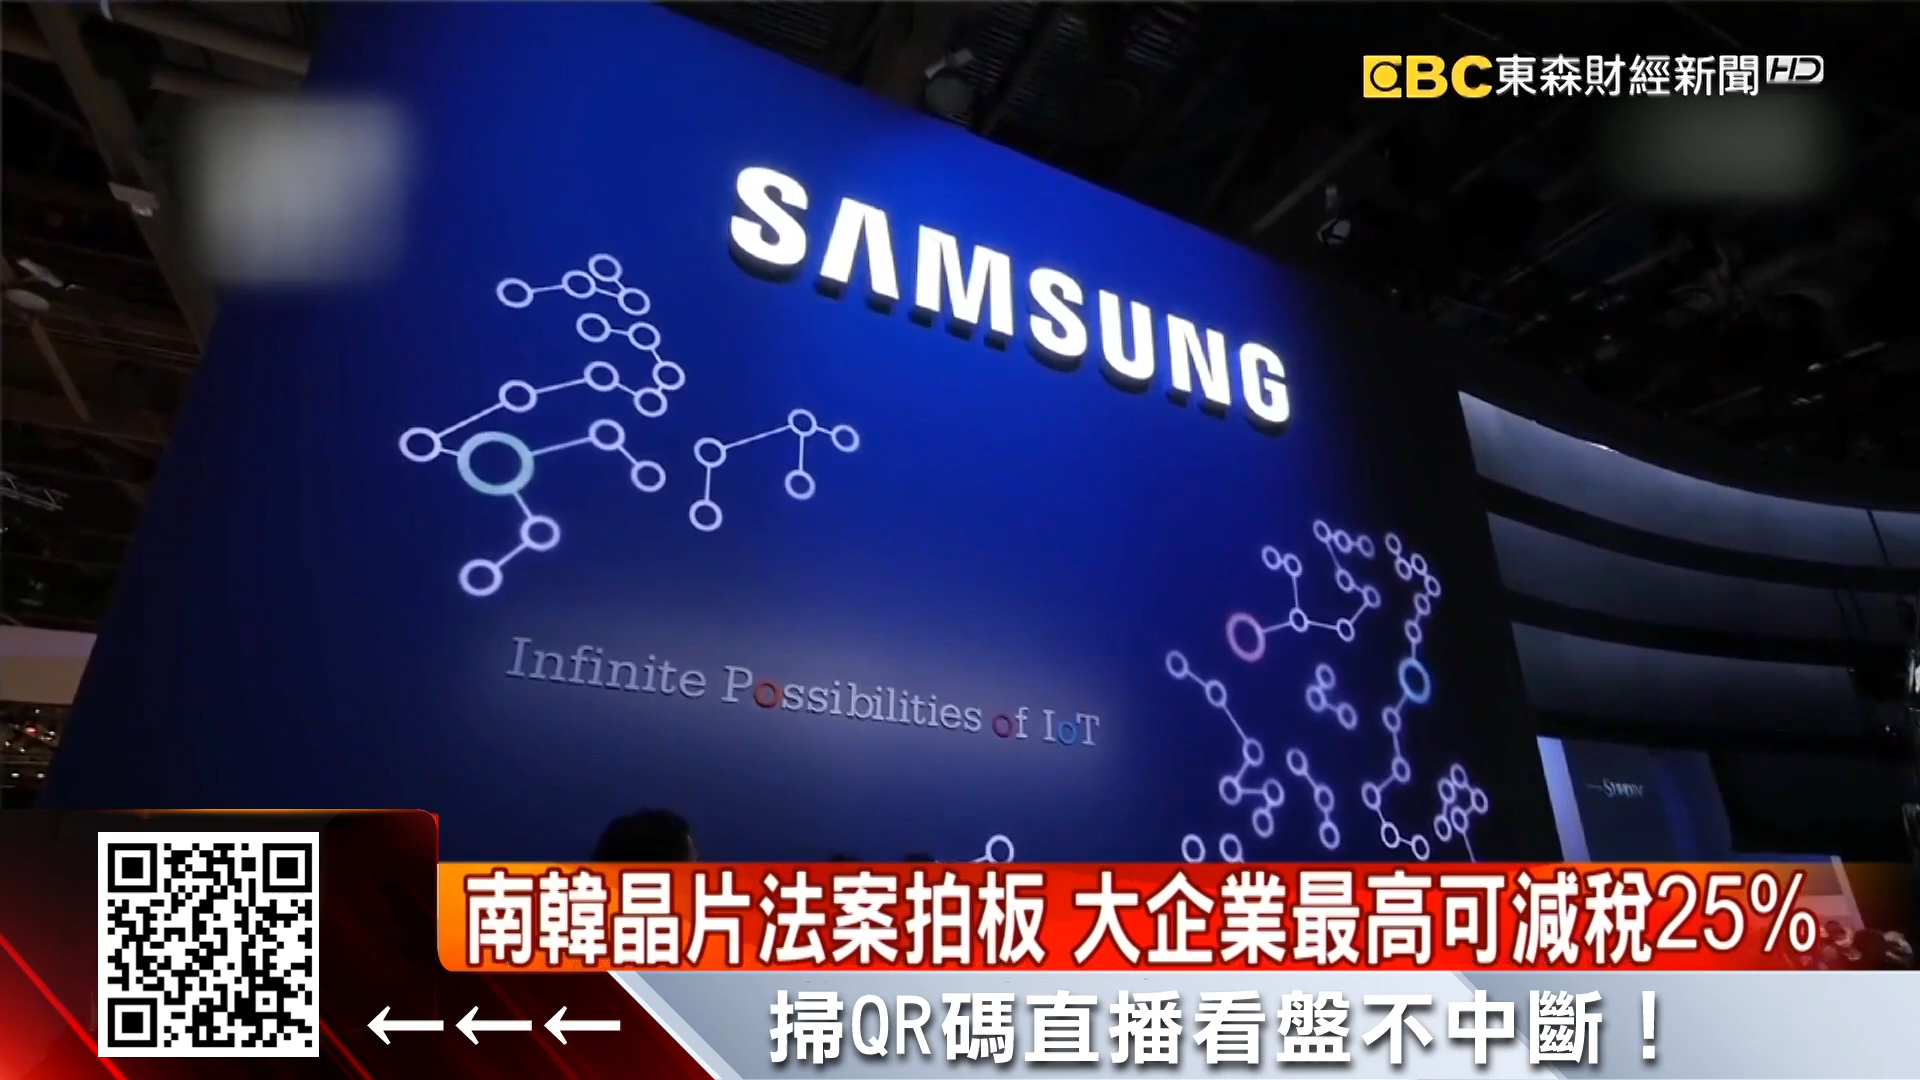 EBC東森財經新聞HD
SAMSUNG
Infinite Possibilities of IoT
南韓晶片法案拍板 大企業最高可減稅25%
←←← 掃QR碼直播看盤不中斷！